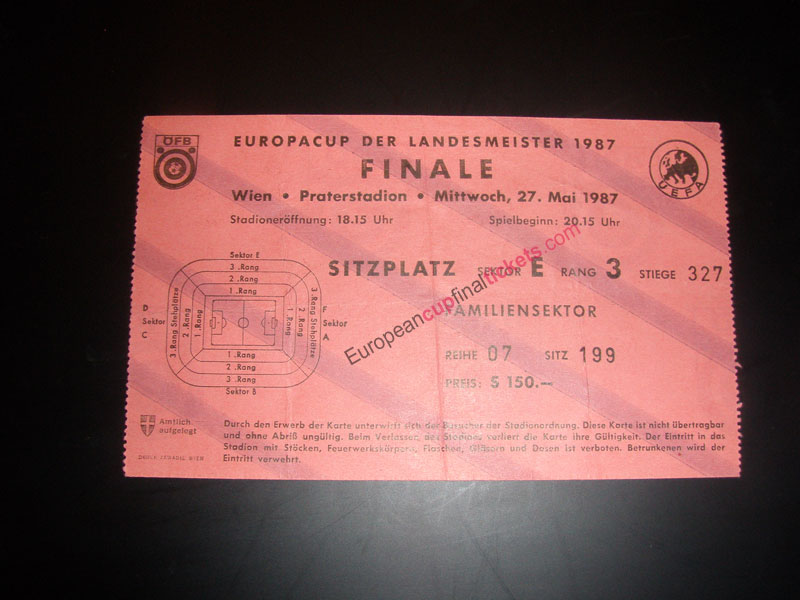 ÖFB
EUROPACUP DER LANDESMEISTER 1987
FINALE
UEFA
Wien • Praterstadion • Mittwoch, 27. Mai 1987
Stadioneröffnung: 18.15 Uhr Spielbeginn: 20.15 Uhr
SITZPLATZ SEKTOR E RANG 3 STIEGE 327
FAMILIENSEKTOR
REIHE 07 SITZ 199
PREIS: S 150.—
Europeancupfinaltickets.com
Sektor E
3. Rang
2. Rang
1. Rang
D
Sektor
C
3. Rang Stehplätze
2. Rang
1. Rang
1. Rang
2. Rang
3. Rang Stehplätze
F
Sektor
A
1. Rang
2. Rang
3. Rang
Sektor B
Amtlich
aufgelegt
Durch den Erwerb der Karte unterwirft sich der Besucher der Stadionordnung. Diese Karte ist nicht übertragbar
und ohne Abriß ungültig. Beim Verlassen des Stadions verliert die Karte ihre Gültigkeit. Der Eintritt in das
Stadion mit Stöcken, Feuerwerkskörpern, Flaschen, Gläsern und Dosen ist verboten. Betrunkenen wird der
Eintritt verwehrt.